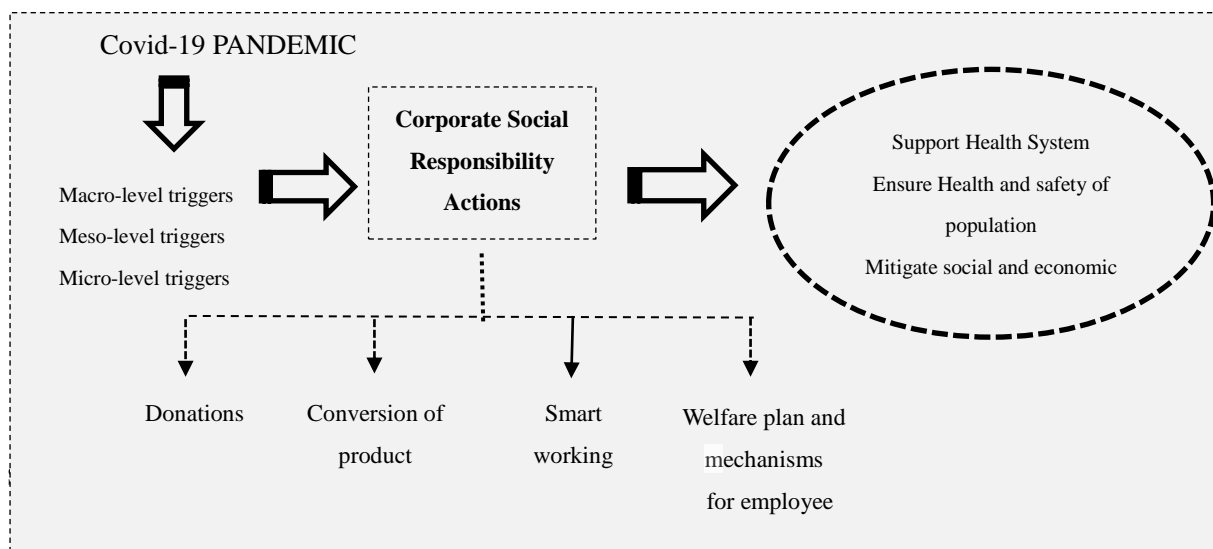 Covid-19 PANDEMIC
Macro-level triggers
Meso-level triggers
Micro-level triggers
Corporate Social
Responsibility
Actions
Support Health System
Ensure Health and safety of
population
Mitigate social and economic
Donations
Conversion of
product
Smart
working
Welfare plan and
mechanisms
for employee